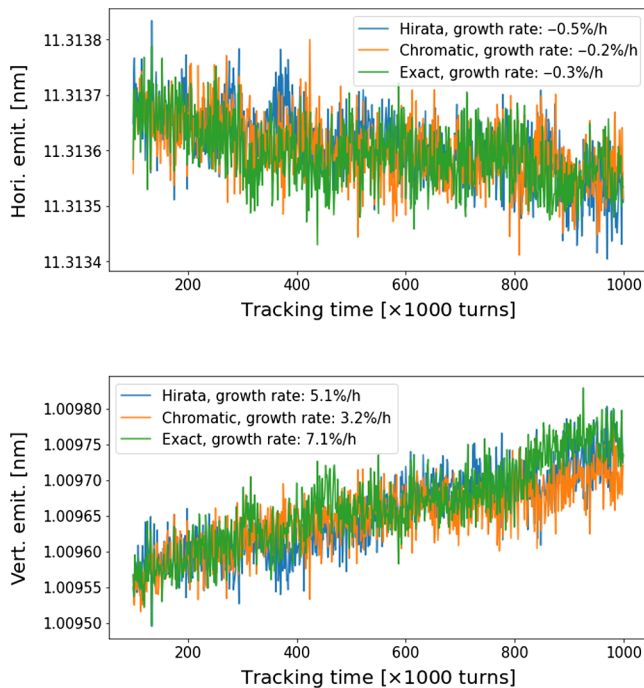 Hirata, growth rate: −0.5%/h
Chromatic, growth rate: −0.2%/h
Exact, growth rate: −0.3%/h
Hori. emit. [nm]
11.3138
11.3137
11.3136
11.3135
11.3134
200 400 600 800 1000
Tracking time [×1000 turns]
Hirata, growth rate: 5.1%/h
Chromatic, growth rate: 3.2%/h
Exact, growth rate: 7.1%/h
Vert. emit. [nm]
1.00980
1.00975
1.00970
1.00965
1.00960
1.00955
1.00950
200 400 600 800 1000
Tracking time [×1000 turns]